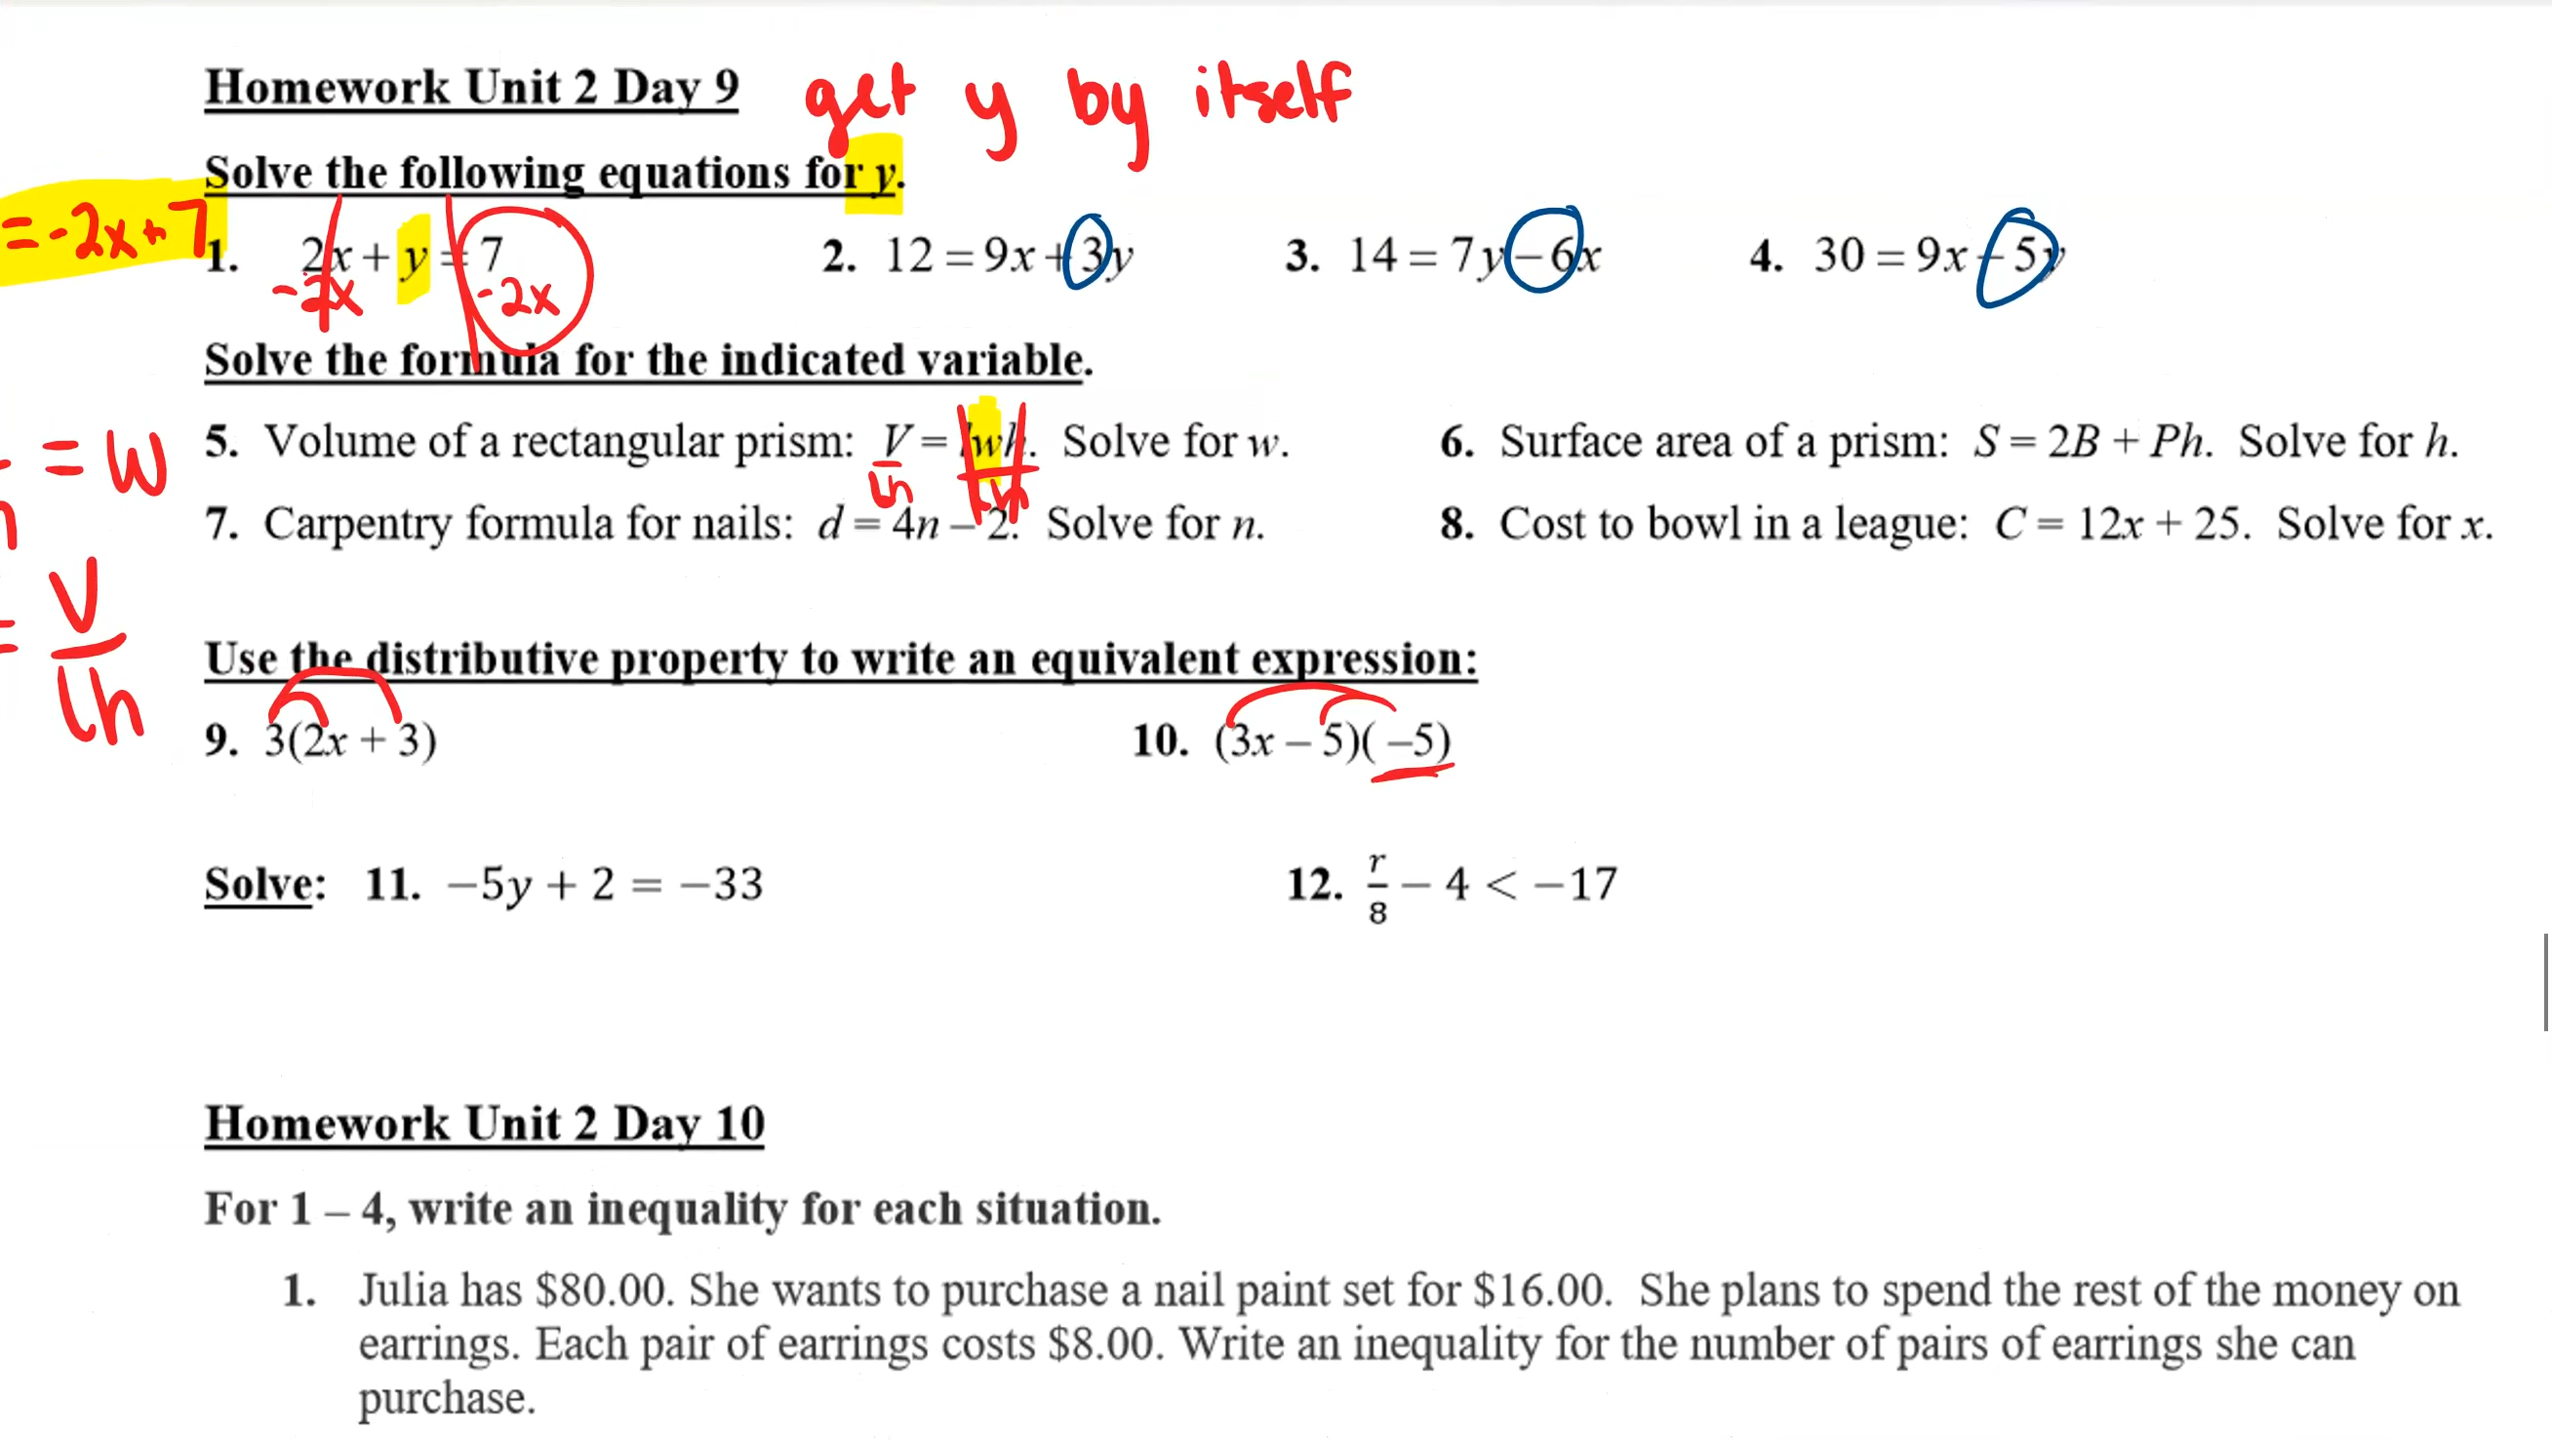 Homework Unit 2 Day 9 get y by itself
Solve the following equations for y.
= -2x + 7
1. 2x + y = 7 2. 12 = 9x + 3y 3. 14 = 7y – 6x 4. 30 = 9x – 5y
-2x -2x
Solve the formula for the indicated variable.
= w 5. Volume of a rectangular prism: V = lwh. Solve for w. 6. Surface area of a prism: S = 2B + Ph. Solve for h.
lh lh
7. Carpentry formula for nails: d = 4n – 2. Solve for n. 8. Cost to bowl in a league: C = 12x + 25. Solve for x.
= V
lh
Use the distributive property to write an equivalent expression:
9. 3(2x + 3) 10. (3x – 5)( –5)
Solve: 11. −5y + 2 = −33 12. r/8 − 4 < −17
Homework Unit 2 Day 10
For 1 – 4, write an inequality for each situation.
1. Julia has $80.00. She wants to purchase a nail paint set for $16.00. She plans to spend the rest of the money on
earrings. Each pair of earrings costs $8.00. Write an inequality for the number of pairs of earrings she can
purchase.